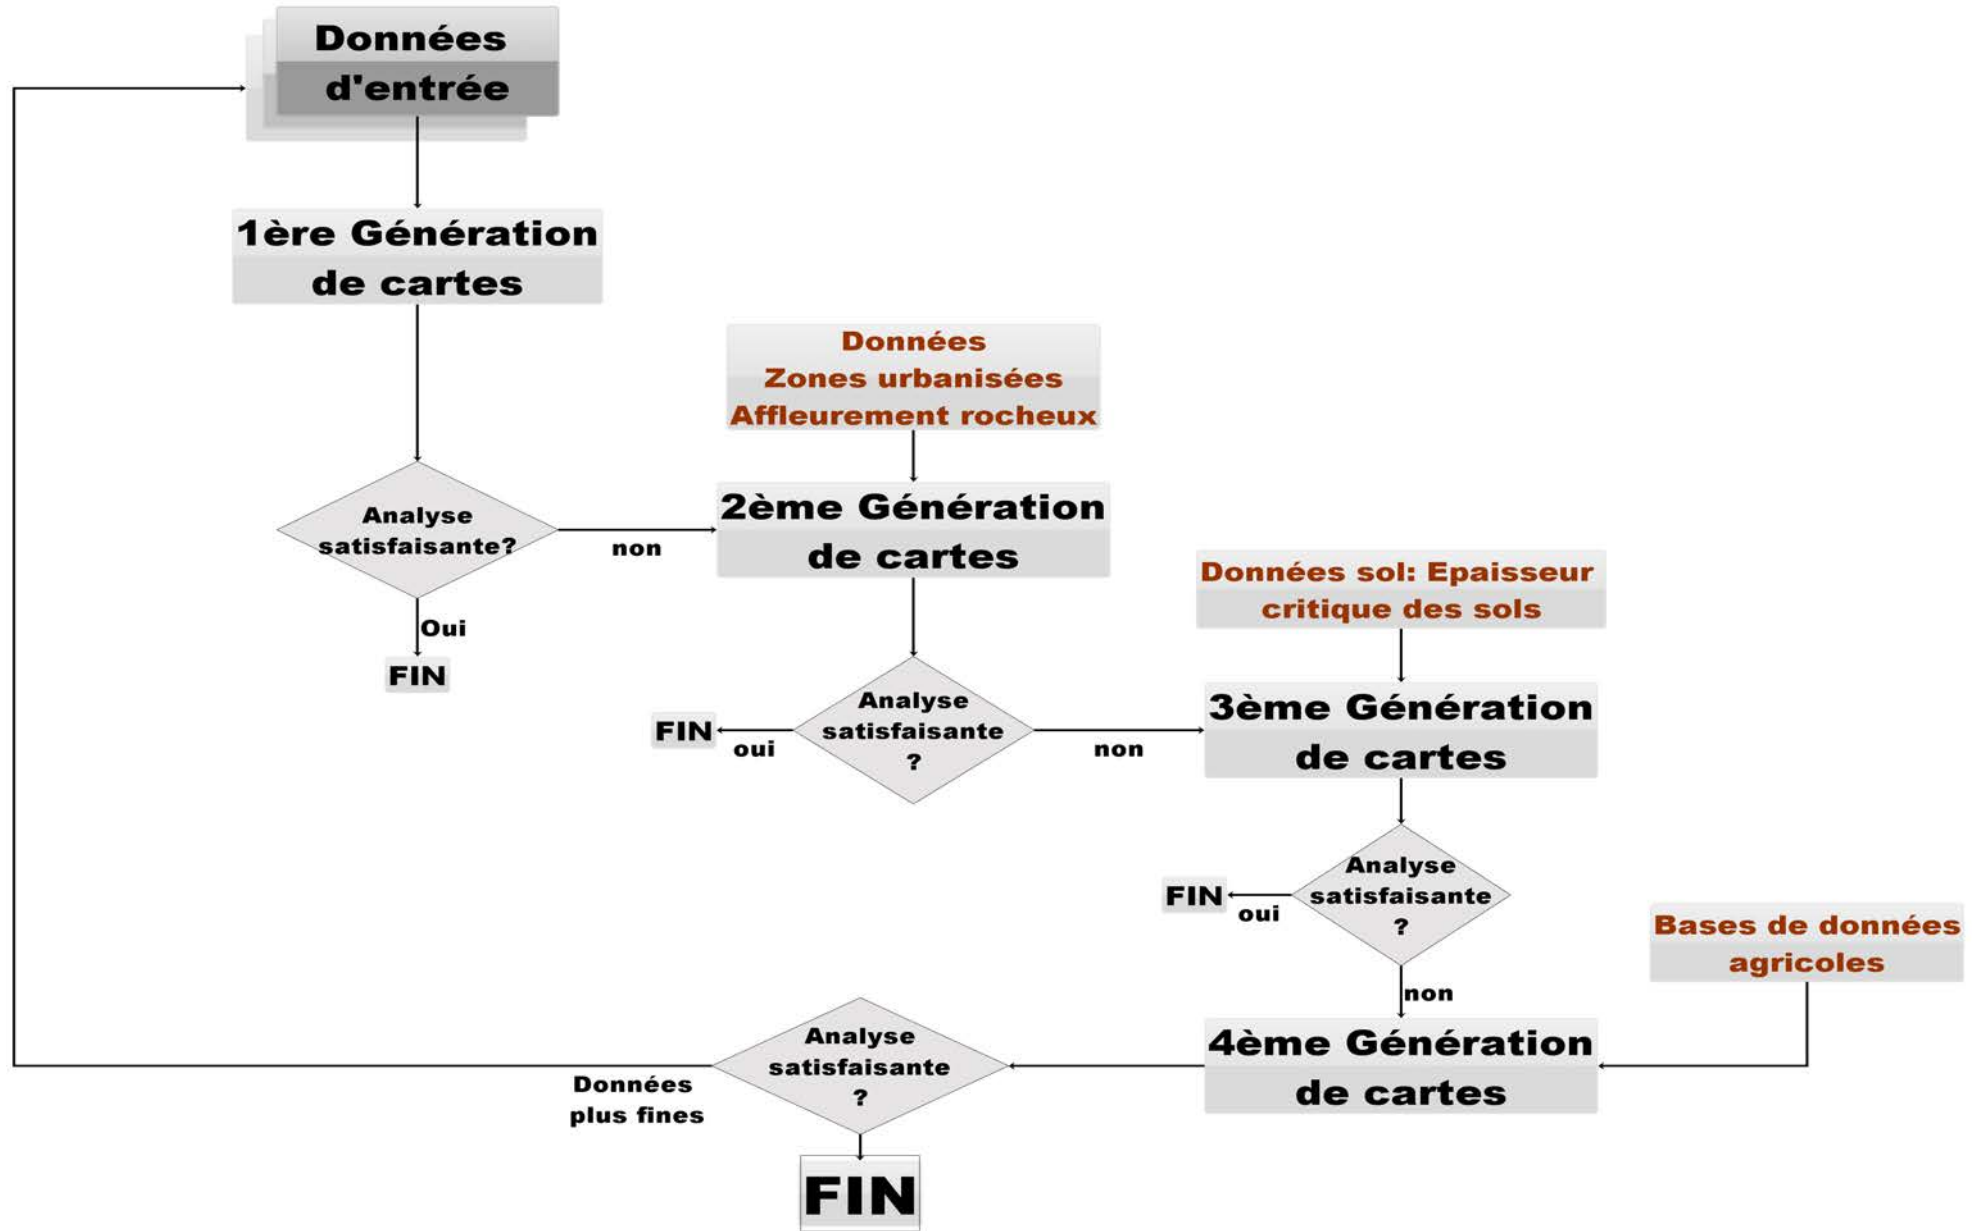 Données
d'entrée
1ère Génération
de cartes
Données
Zones urbanisées
Affleurement rocheux
Analyse
satisfaisante?
non
2ème Génération
de cartes
Oui
FIN
Données sol: Epaisseur
critique des sols
Analyse
satisfaisante
?
FIN
oui
non
3ème Génération
de cartes
Analyse
satisfaisante
?
FIN
oui
non
Bases de données
agricoles
4ème Génération
de cartes
Analyse
satisfaisante
?
Données
plus fines
FIN